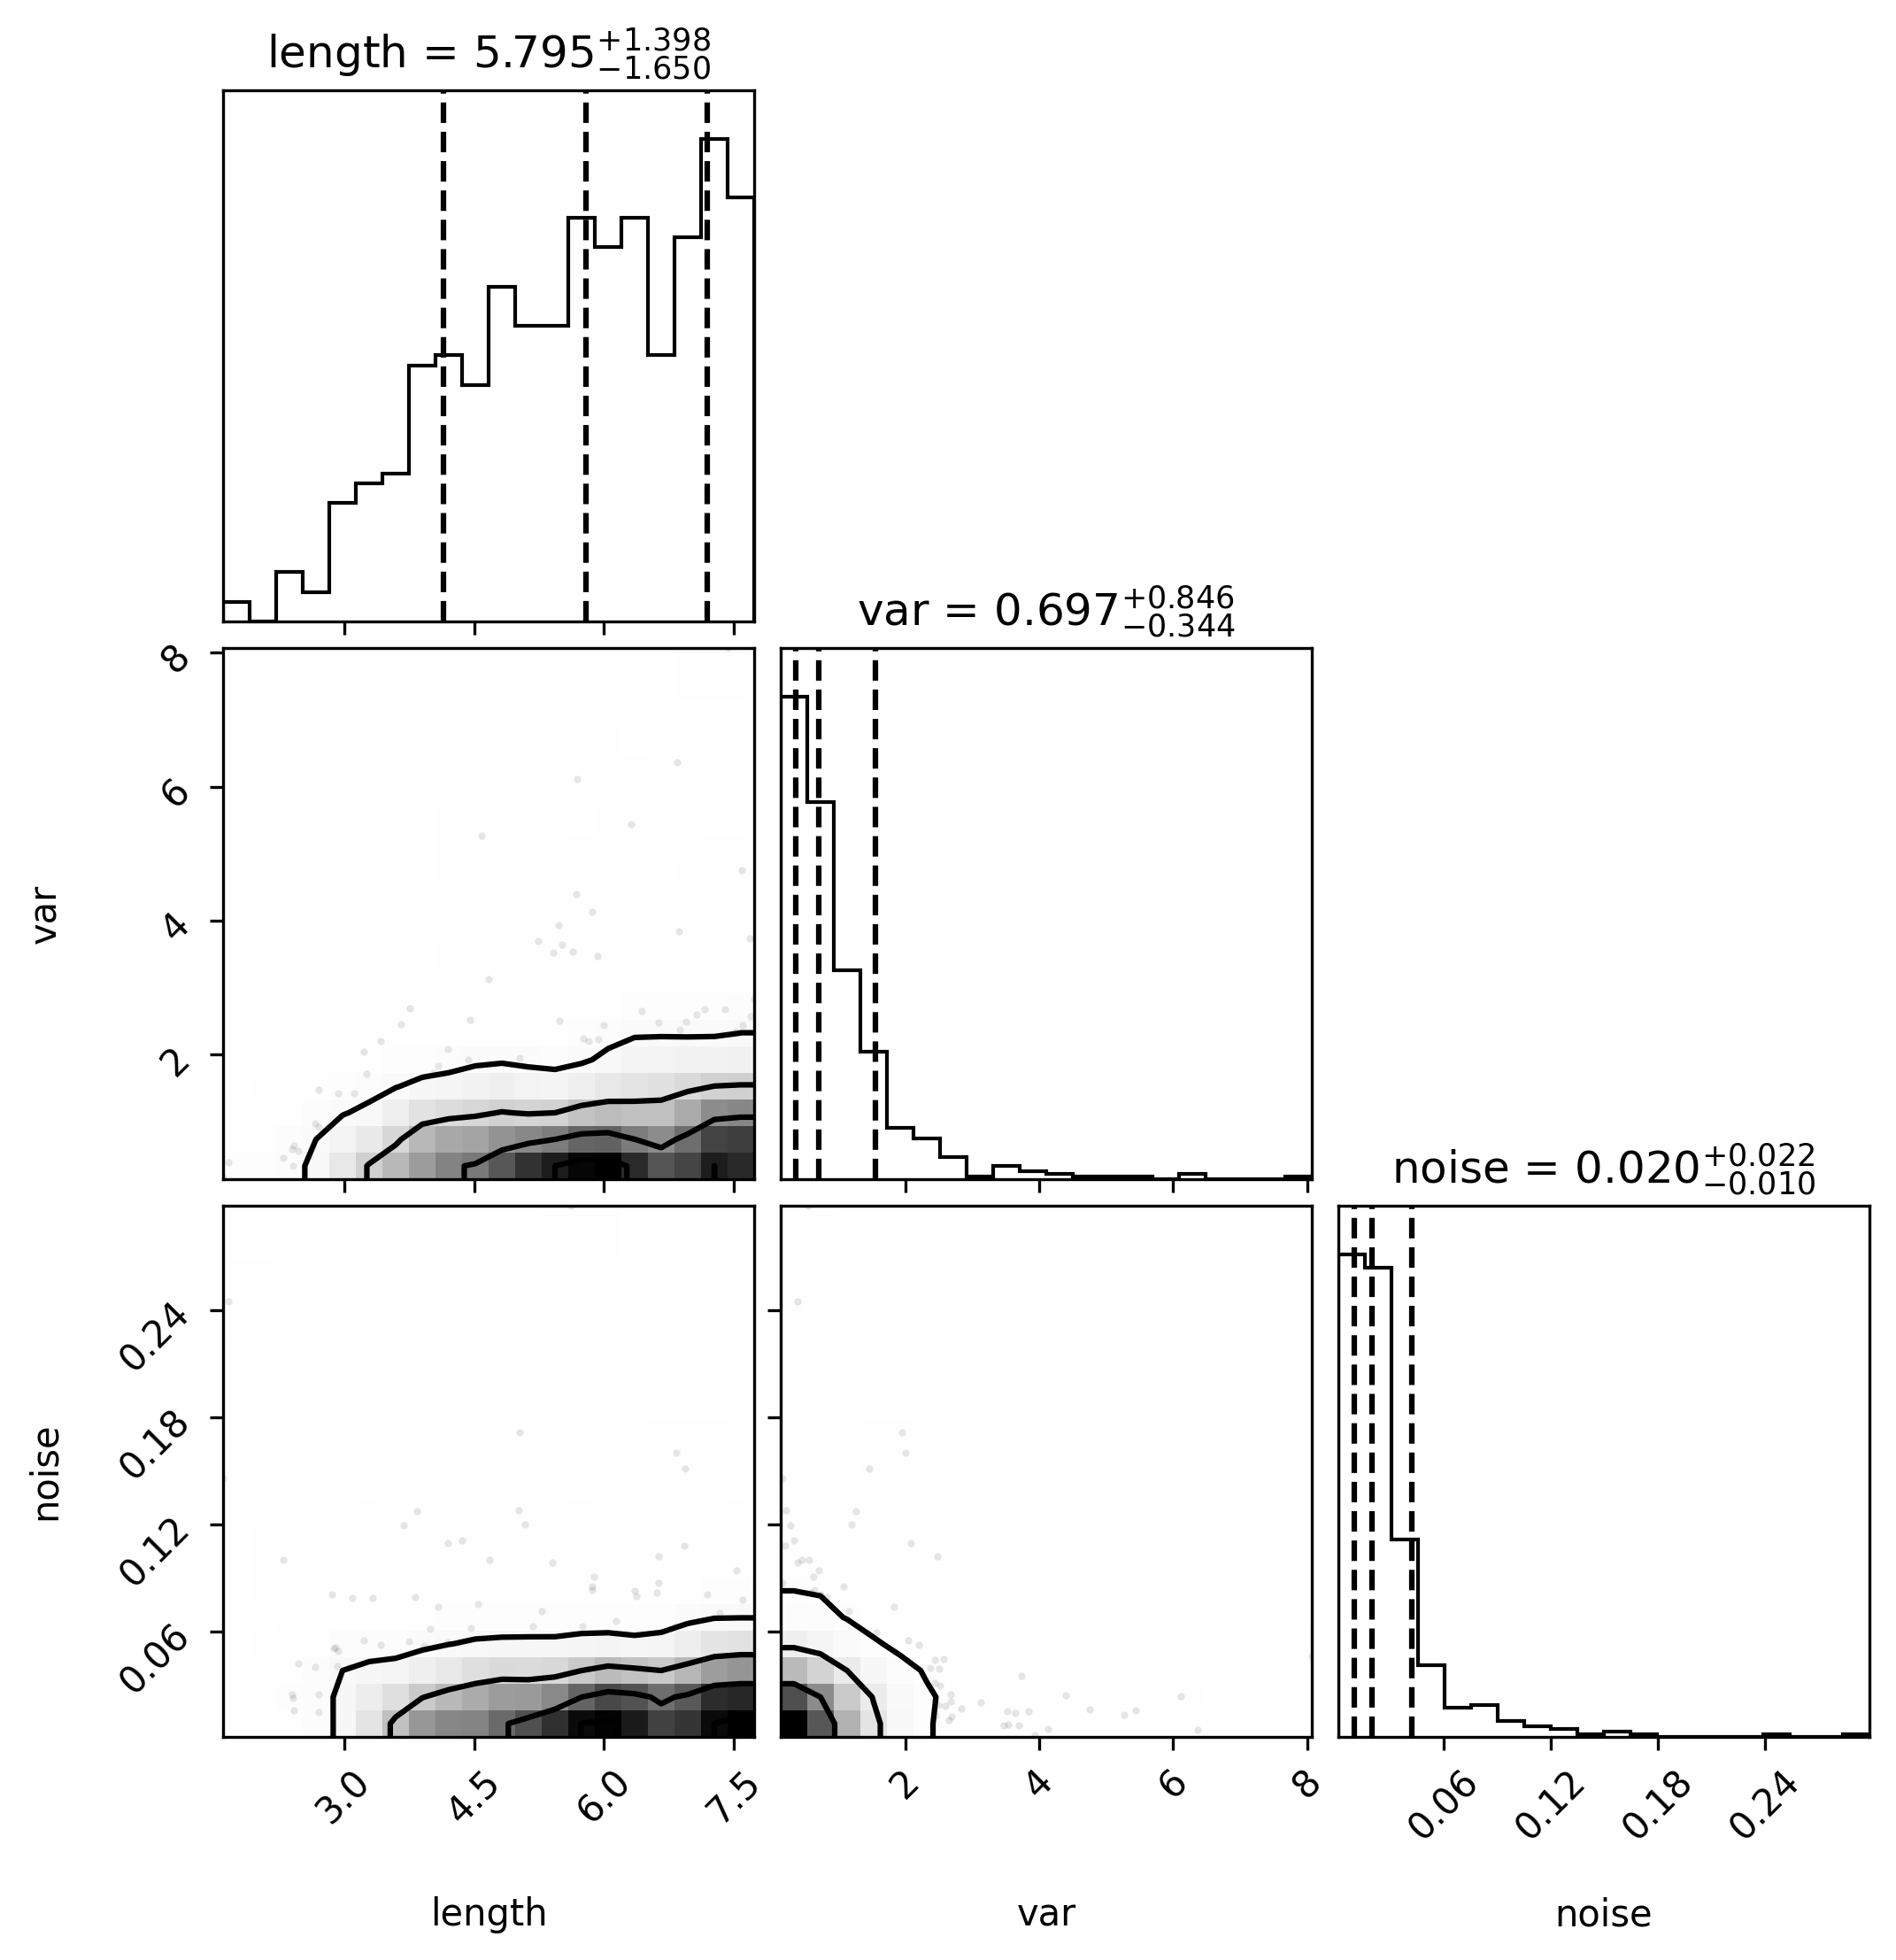 length = 5.795+1.398−1.650
var = 0.697+0.846−0.344
8
6
4
2
var
noise = 0.020+0.022−0.010
0.24
0.18
0.12
0.06
noise
3.0 4.5 6.0 7.5 2 4 6 8 0.06 0.12 0.18 0.24
length var noise